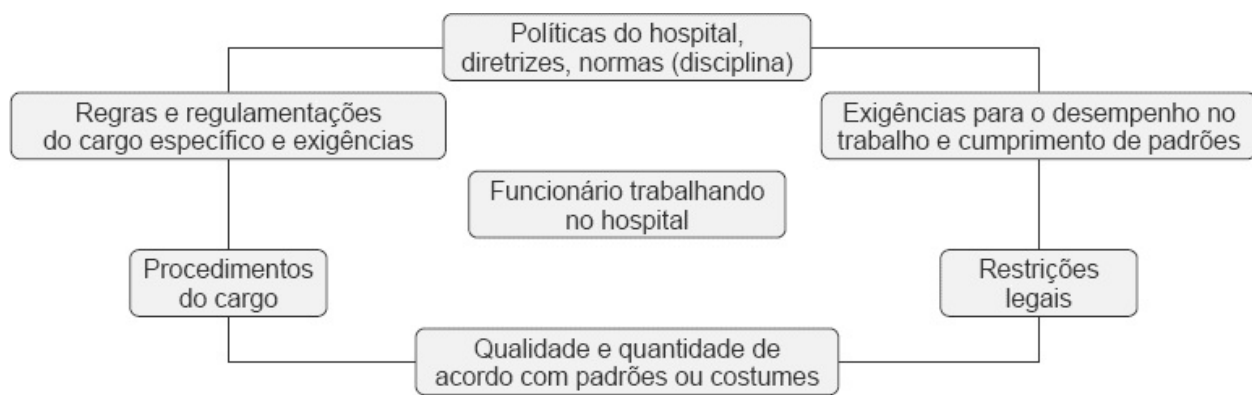 Políticas do hospital,
diretrizes, normas (disciplina)
Regras e regulamentações
do cargo específico e exigências
Exigências para o desempenho no
trabalho e cumprimento de padrões
Funcionário trabalhando
no hospital
Procedimentos
do cargo
Restrições
legais
Qualidade e quantidade de
acordo com padrões ou costumes